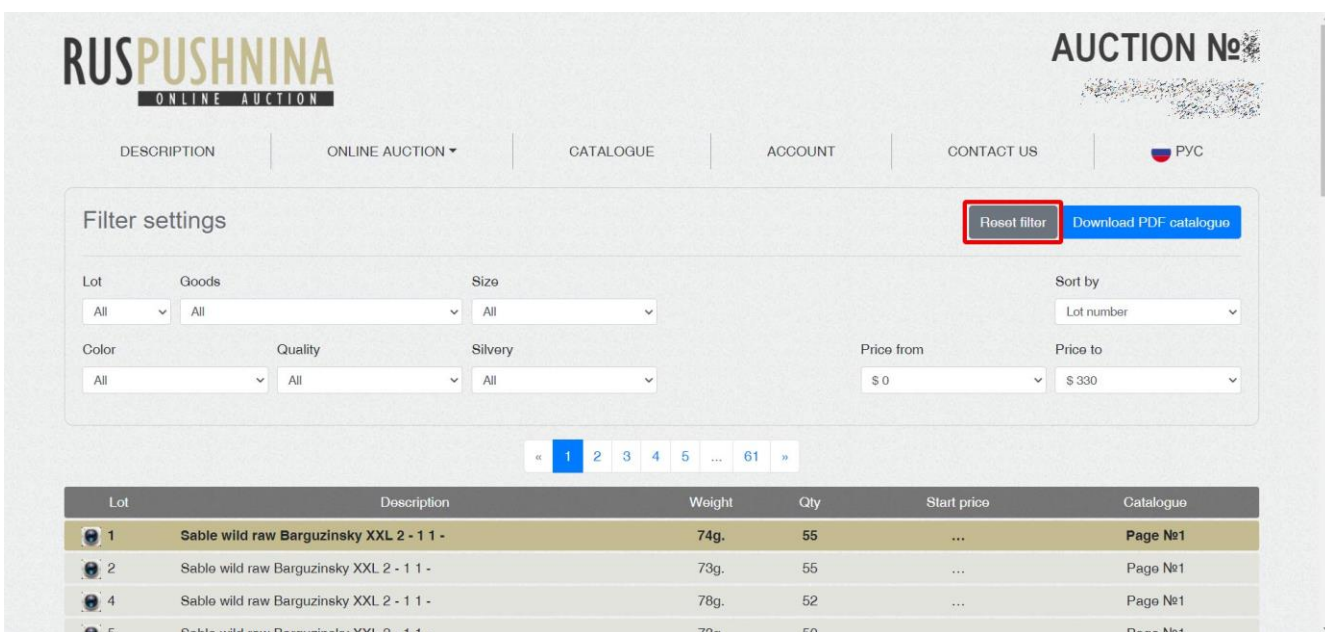 RUSPUSHNINA
ONLINE AUCTION
AUCTION №
DESCRIPTION ONLINE AUCTION CATALOGUE ACCOUNT CONTACT US РУС
Filter settings Reset filter Download PDF catalogue
Lot Goods Size Sort by
All All All Lot number
Color Quality Silvery Price from Price to
All All All $ 0 $ 330
« 1 2 3 4 5 ... 61 »
Lot Description Weight Qty Start price Catalogue
1 Sable wild raw Barguzinsky XXL 2 - 1 1 - 74g. 55 ... Page №1
2 Sable wild raw Barguzinsky XXL 2 - 1 1 - 73g. 55 ... Page №1
4 Sable wild raw Barguzinsky XXL 2 - 1 1 - 78g. 52 ... Page №1